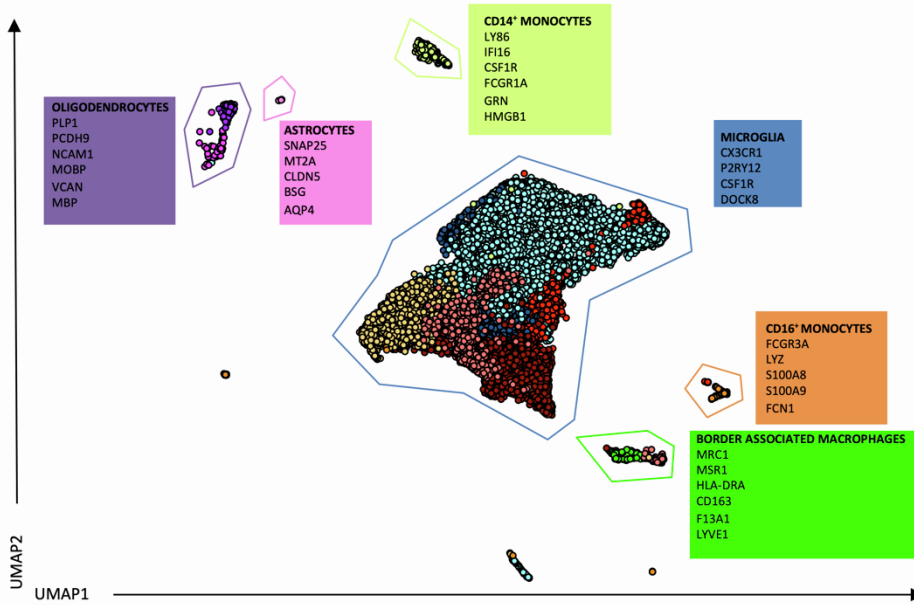 CD14⁺ MONOCYTES
LY86
IFI16
CSF1R
FCGR1A
GRN
HMGB1
OLIGODENDROCYTES
PLP1
PCDH9
NCAM1
MOBP
VCAN
MBP
ASTROCYTES
SNAP25
MT2A
CLDN5
BSG
AQP4
MICROGLIA
CX3CR1
P2RY12
CSF1R
DOCK8
CD16⁺ MONOCYTES
FCGR3A
LYZ
S100A8
S100A9
FCN1
BORDER ASSOCIATED MACROPHAGES
MRC1
MSR1
HLA-DRA
CD163
F13A1
LYVE1
UMAP2
UMAP1